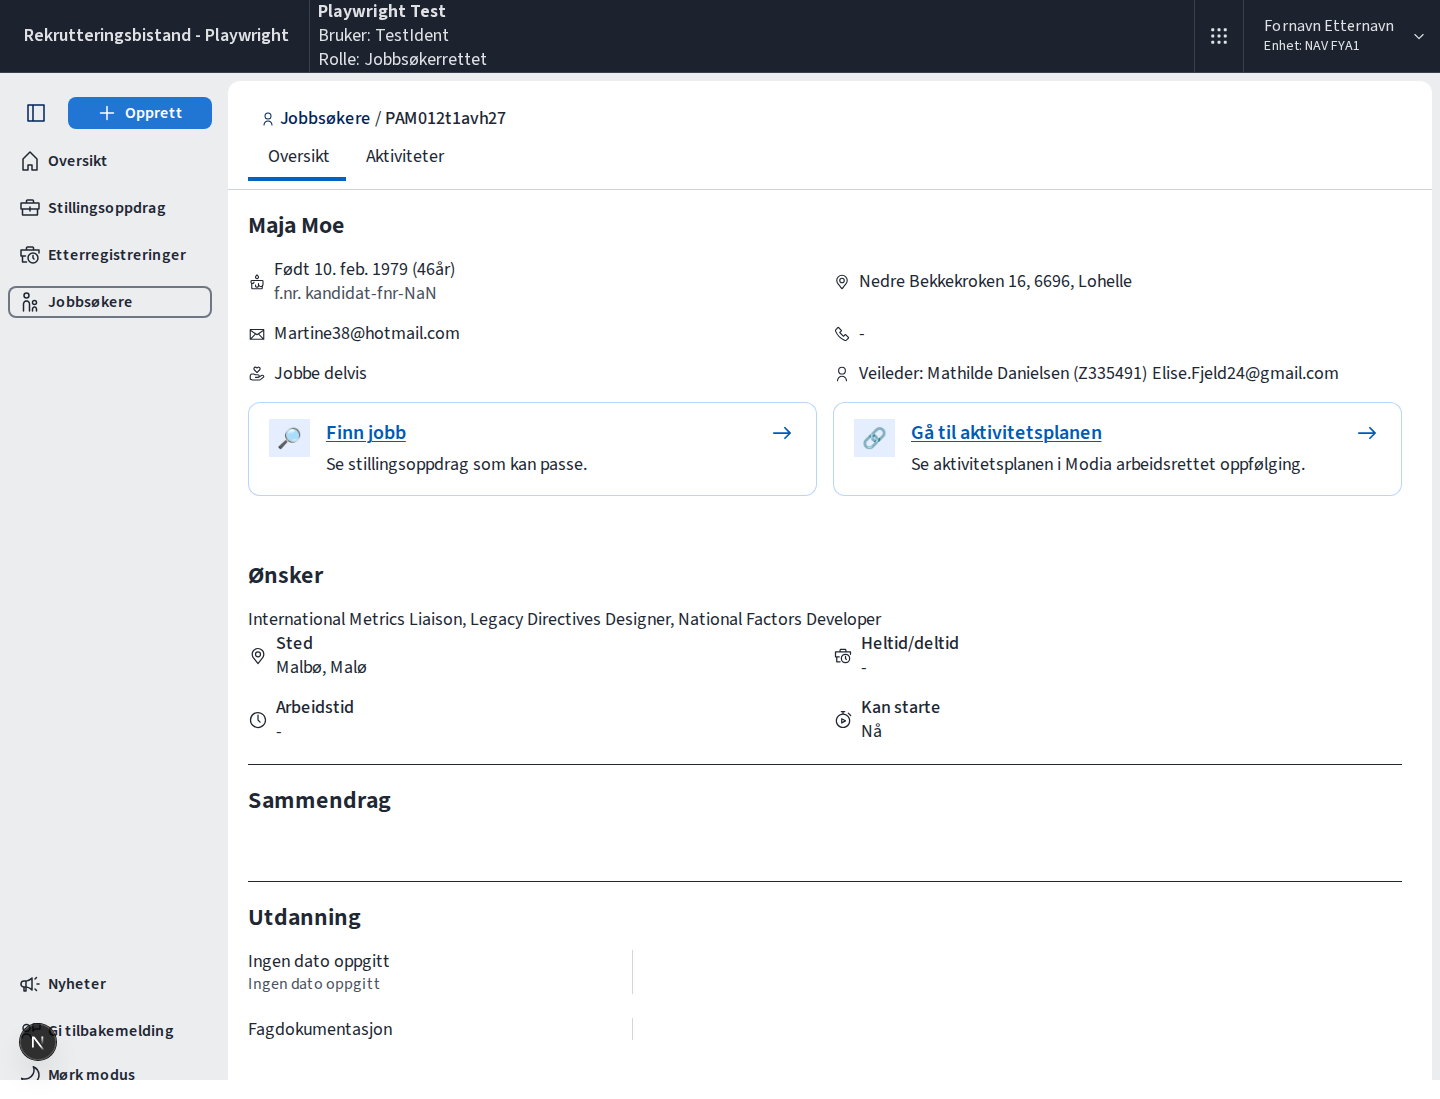 Rekrutteringsbistand - Playwright
Playwright Test
Bruker: TestIdent
Rolle: Jobbsøkerrettet
Fornavn Etternavn
Enhet: NAV FYA1
Opprett
Oversikt
Stillingsoppdrag
Etterregistreringer
Jobbsøkere
Nyheter
Gi tilbakemelding
N
Mørk modus
Jobbsøkere / PAM012t1avh27
Oversikt Aktiviteter
Maja Moe
Født 10. feb. 1979 (46år)
f.nr. kandidat-fnr-NaN
Nedre Bekkekroken 16, 6696, Lohelle
Martine38@hotmail.com
-
Jobbe delvis
Veileder: Mathilde Danielsen (Z335491) Elise.Fjeld24@gmail.com
Finn jobb
Se stillingsoppdrag som kan passe.
Gå til aktivitetsplanen
Se aktivitetsplanen i Modia arbeidsrettet oppfølging.
Ønsker
International Metrics Liaison, Legacy Directives Designer, National Factors Developer
Sted
Malbø, Malø
Heltid/deltid
-
Arbeidstid
-
Kan starte
Nå
Sammendrag
Utdanning
Ingen dato oppgitt
Ingen dato oppgitt
Fagdokumentasjon